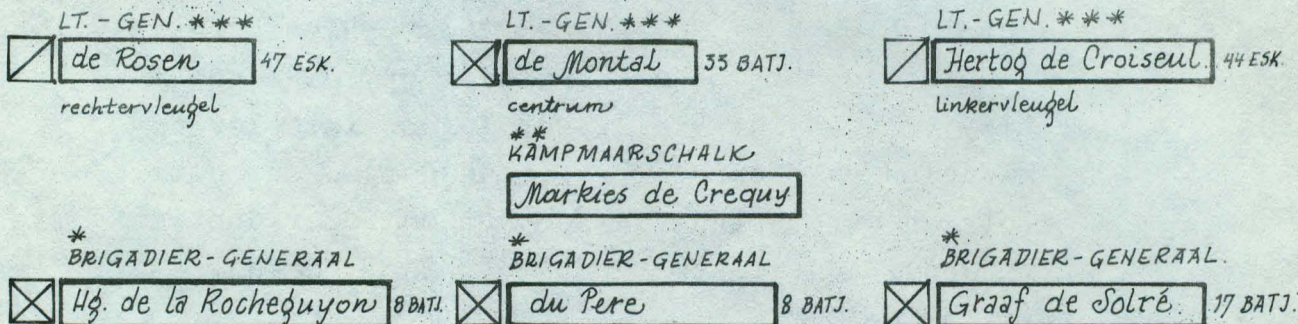 LT.-GEN. ***
de Rosen 47 ESK.
rechtervleugel
LT.-GEN. ***
de Montal 35 BATJ.
centrum
**
KAMPMAARSCHALK
Markies de Crequy
LT.-GEN. ***
Hertog de Croiseul. 44 ESK.
linkervleugel
*
BRIGADIER-GENERAAL
Hg. de la Rocheguyon 8 BATJ.
*
BRIGADIER-GENERAAL
du Pere 8 BATJ.
*
BRIGADIER-GENERAAL.
Graaf de Solré. 17 BATJ.